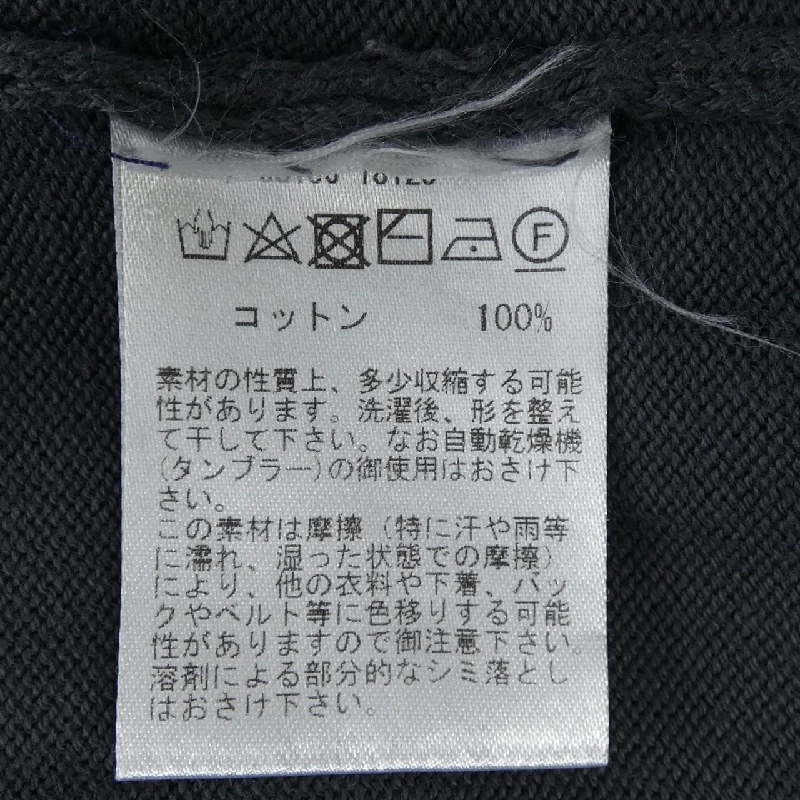 Ⓕ
コットン 100%
素材の性質上、多少収縮する可能
性があります。洗濯後、形を整え
て干して下さい。なお自動乾燥機
(タンブラー)の御使用はおさけ下
さい。
この素材は摩擦（特に汗や雨等
に濡れ、湿った状態での摩擦）
により、他の衣料や下着、バッ
クやベルト等に色移りする可能
性がありますので御注意下さい。
溶剤による部分的なシミ落とし
はおさけ下さい。